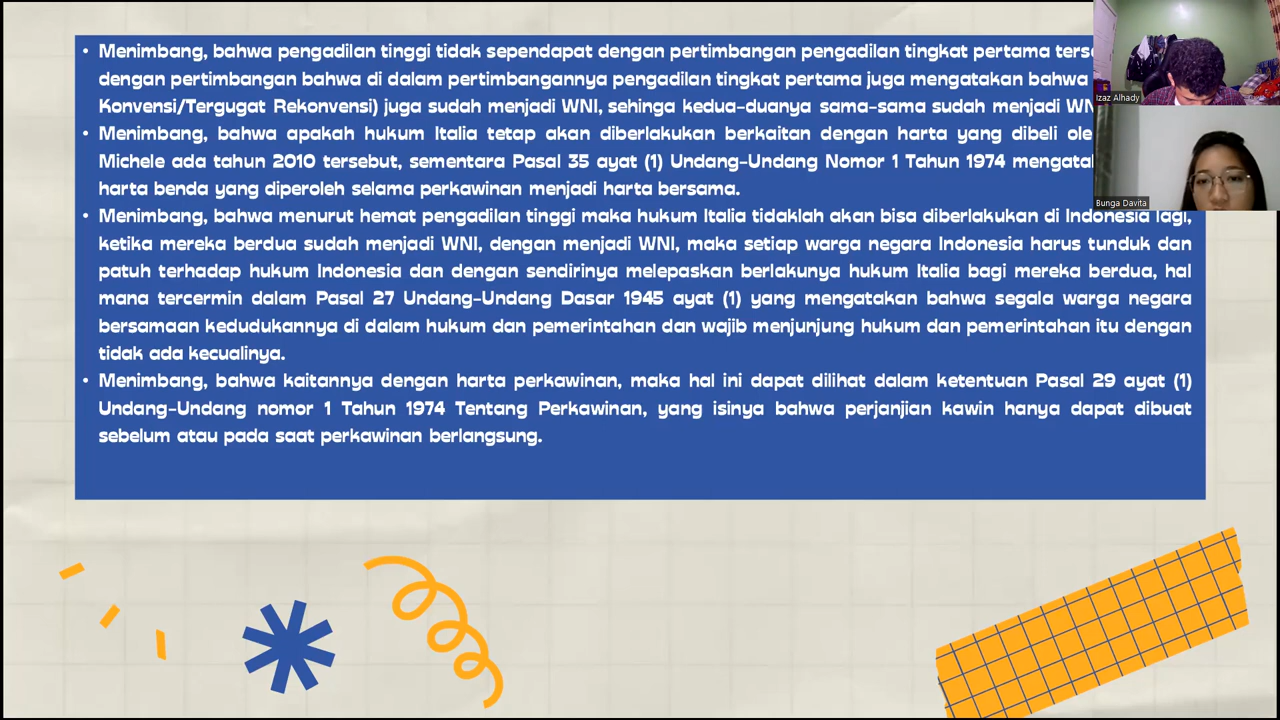 • Menimbang, bahwa pengadilan tinggi tidak sependapat dengan pertimbangan pengadilan tingkat pertama
dengan pertimbangan bahwa di dalam pertimbangannya pengadilan tingkat pertama juga mengatakan bahwa
Konvensi/Tergugat Rekonvensi) juga sudah menjadi WNI, sehinga kedua-duanya sama-sama sudah menjadi
• Menimbang, bahwa apakah hukum Italia tetap akan diberlakukan berkaitan dengan harta yang dibeli
Michele ada tahun 2010 tersebut, sementara Pasal 35 ayat (1) Undang-Undang Nomor 1 Tahun 1974
harta benda yang diperoleh selama perkawinan menjadi harta bersama.
• Menimbang, bahwa menurut hemat pengadilan tinggi maka hukum Italia tidaklah akan bisa diberlakukan di Indonesia lagi,
ketika mereka berdua sudah menjadi WNI, dengan menjadi WNI, maka setiap warga negara Indonesia harus tunduk dan
patuh terhadap hukum Indonesia dan dengan sendirinya melepaskan berlakunya hukum Italia bagi mereka berdua, hal
mana tercermin dalam Pasal 27 Undang-Undang Dasar 1945 ayat (1) yang mengatakan bahwa segala warga negara
bersamaan kedudukannya di dalam hukum dan pemerintahan dan wajib menjunjung hukum dan pemerintahan itu dengan
tidak ada kecualinya.
• Menimbang, bahwa kaitannya dengan harta perkawinan, maka hal ini dapat dilihat dalam ketentuan Pasal 29 ayat (1)
Undang-Undang nomor 1 Tahun 1974 Tentang Perkawinan, yang isinya bahwa perjanjian kawin hanya dapat dibuat
sebelum atau pada saat perkawinan berlangsung.
Izaz Alhady
Bunga Davita